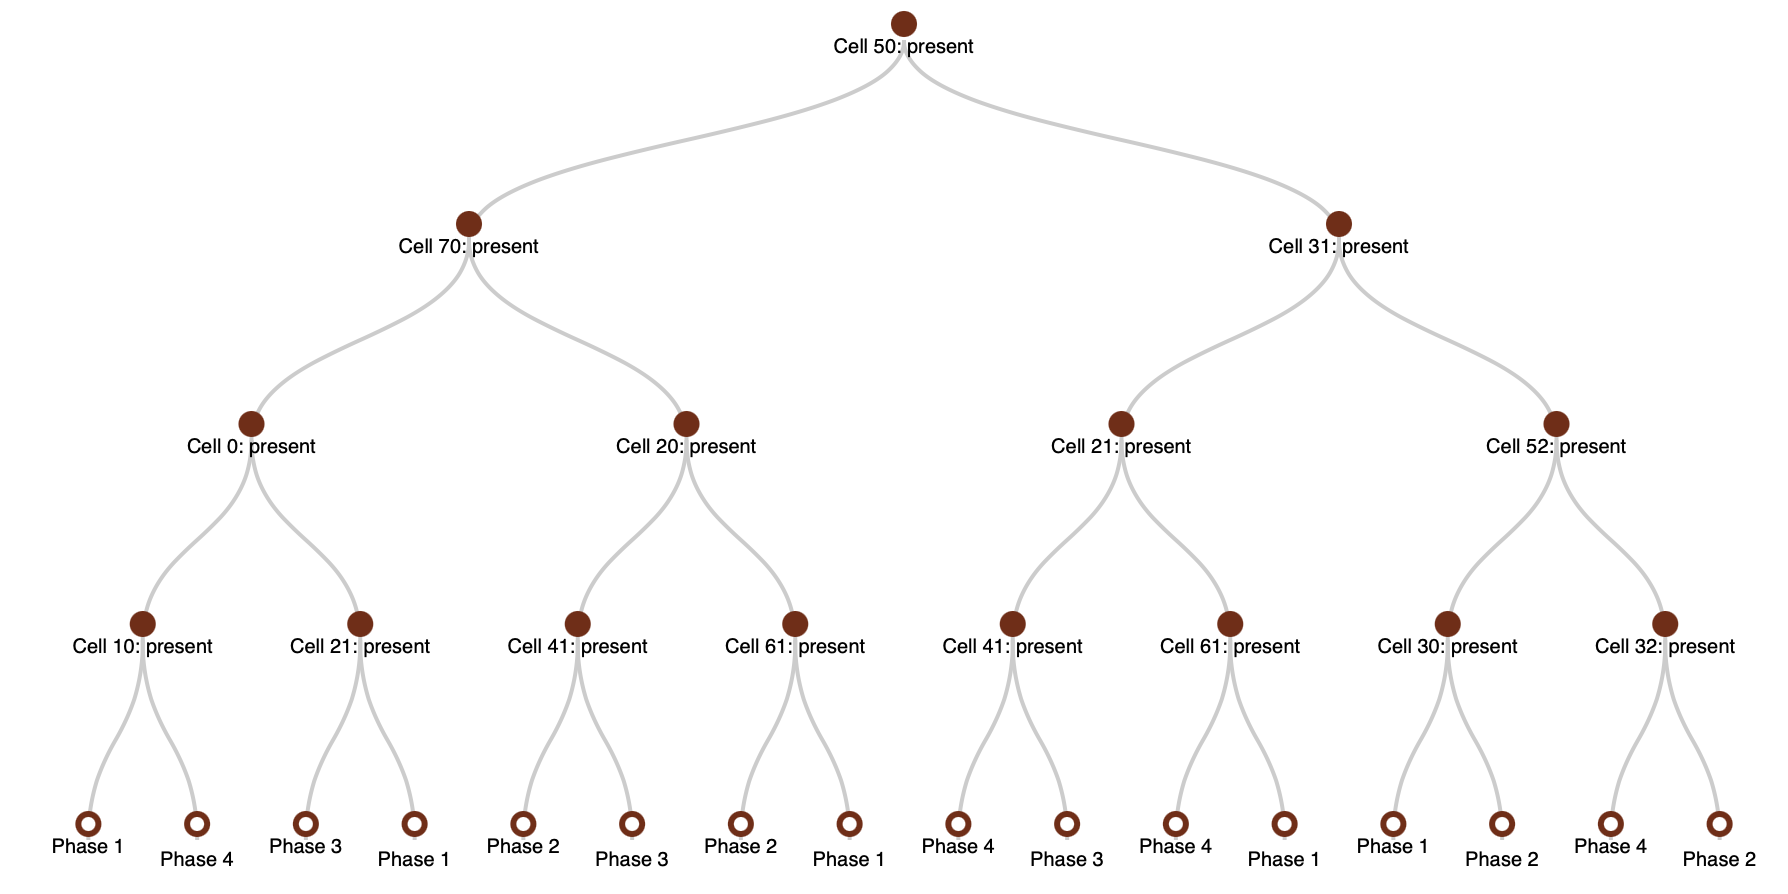 Cell 50: present
Cell 70: present
Cell 31: present
Cell 0: present
Cell 20: present
Cell 21: present
Cell 52: present
Cell 10: present
Cell 21: present
Cell 41: present
Cell 61: present
Cell 41: present
Cell 61: present
Cell 30: present
Cell 32: present
Phase 1
Phase 4
Phase 3
Phase 1
Phase 2
Phase 3
Phase 2
Phase 1
Phase 4
Phase 3
Phase 4
Phase 1
Phase 1
Phase 2
Phase 4
Phase 2